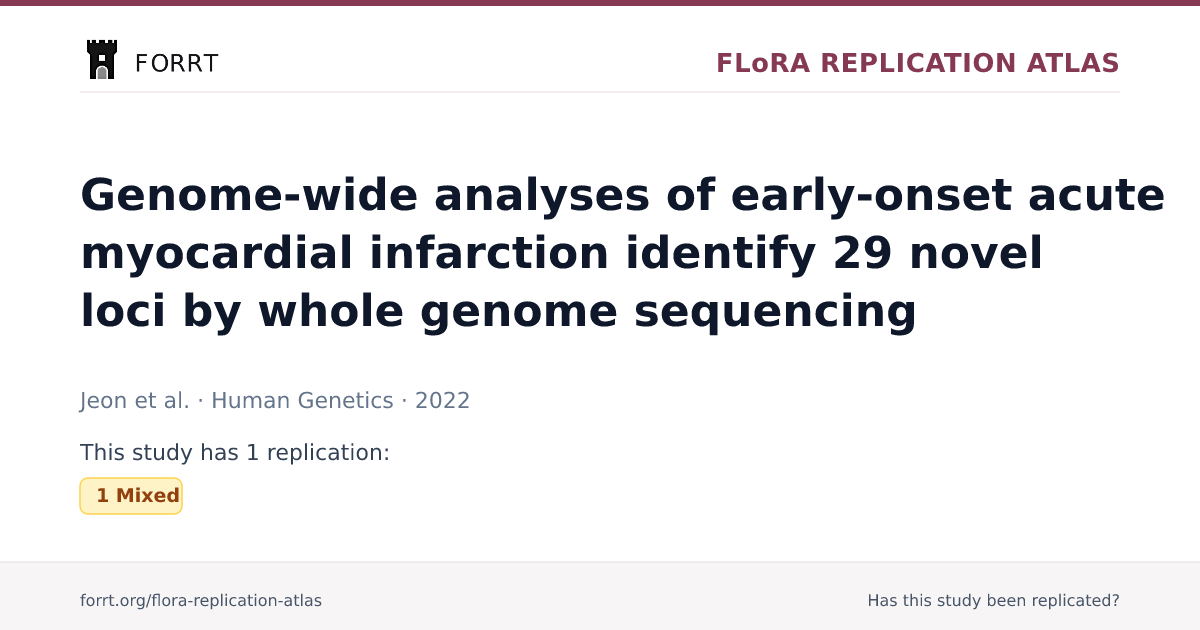 FORRT
FLoRA REPLICATION ATLAS
Genome-wide analyses of early-onset acute
myocardial infarction identify 29 novel
loci by whole genome sequencing
Jeon et al. · Human Genetics · 2022
This study has 1 replication:
1 Mixed
forrt.org/flora-replication-atlas
Has this study been replicated?